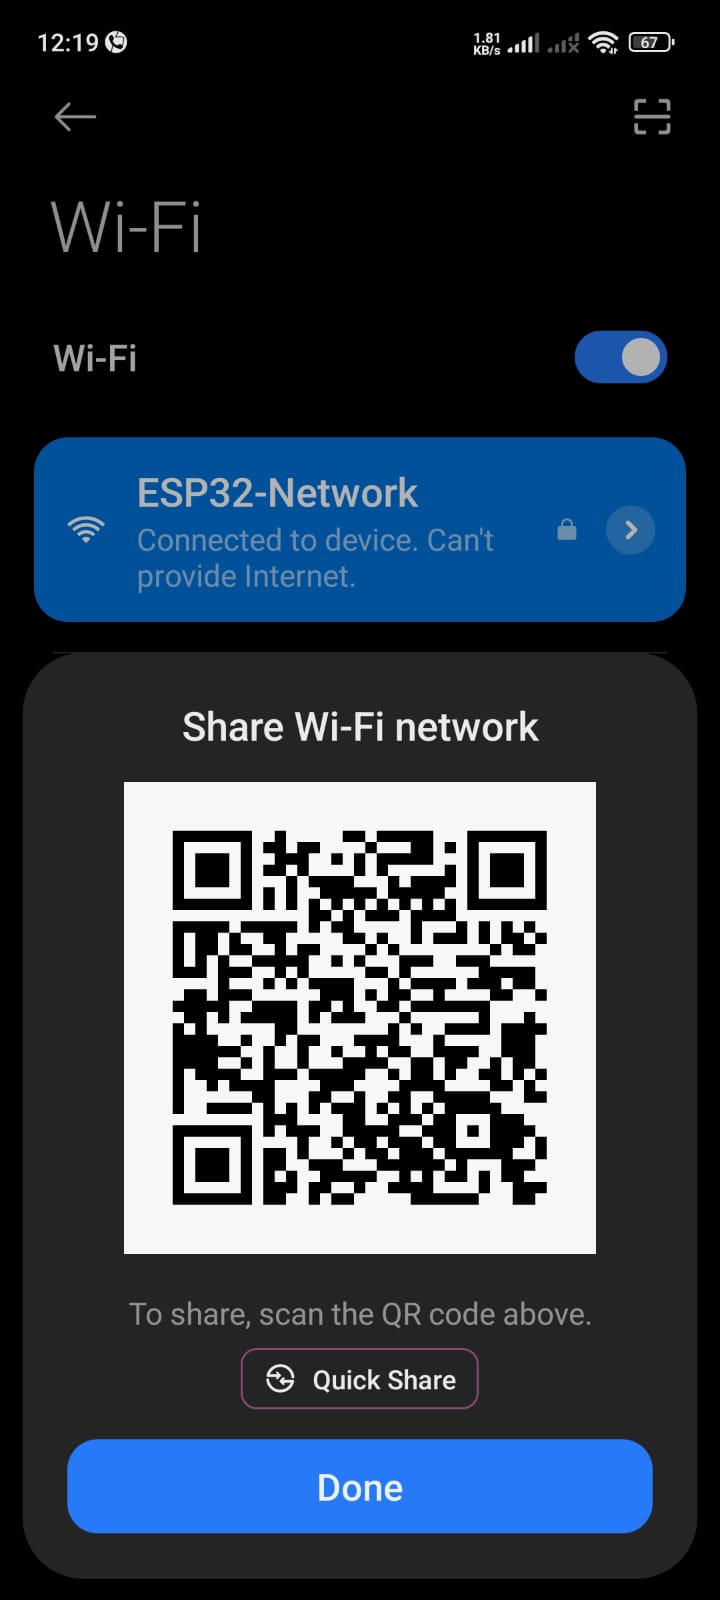 12:19
1.81
KB/s
67
Wi-Fi
Wi-Fi
ESP32-Network
Connected to device. Can't
provide Internet.
Share Wi-Fi network
To share, scan the QR code above.
Quick Share
Done